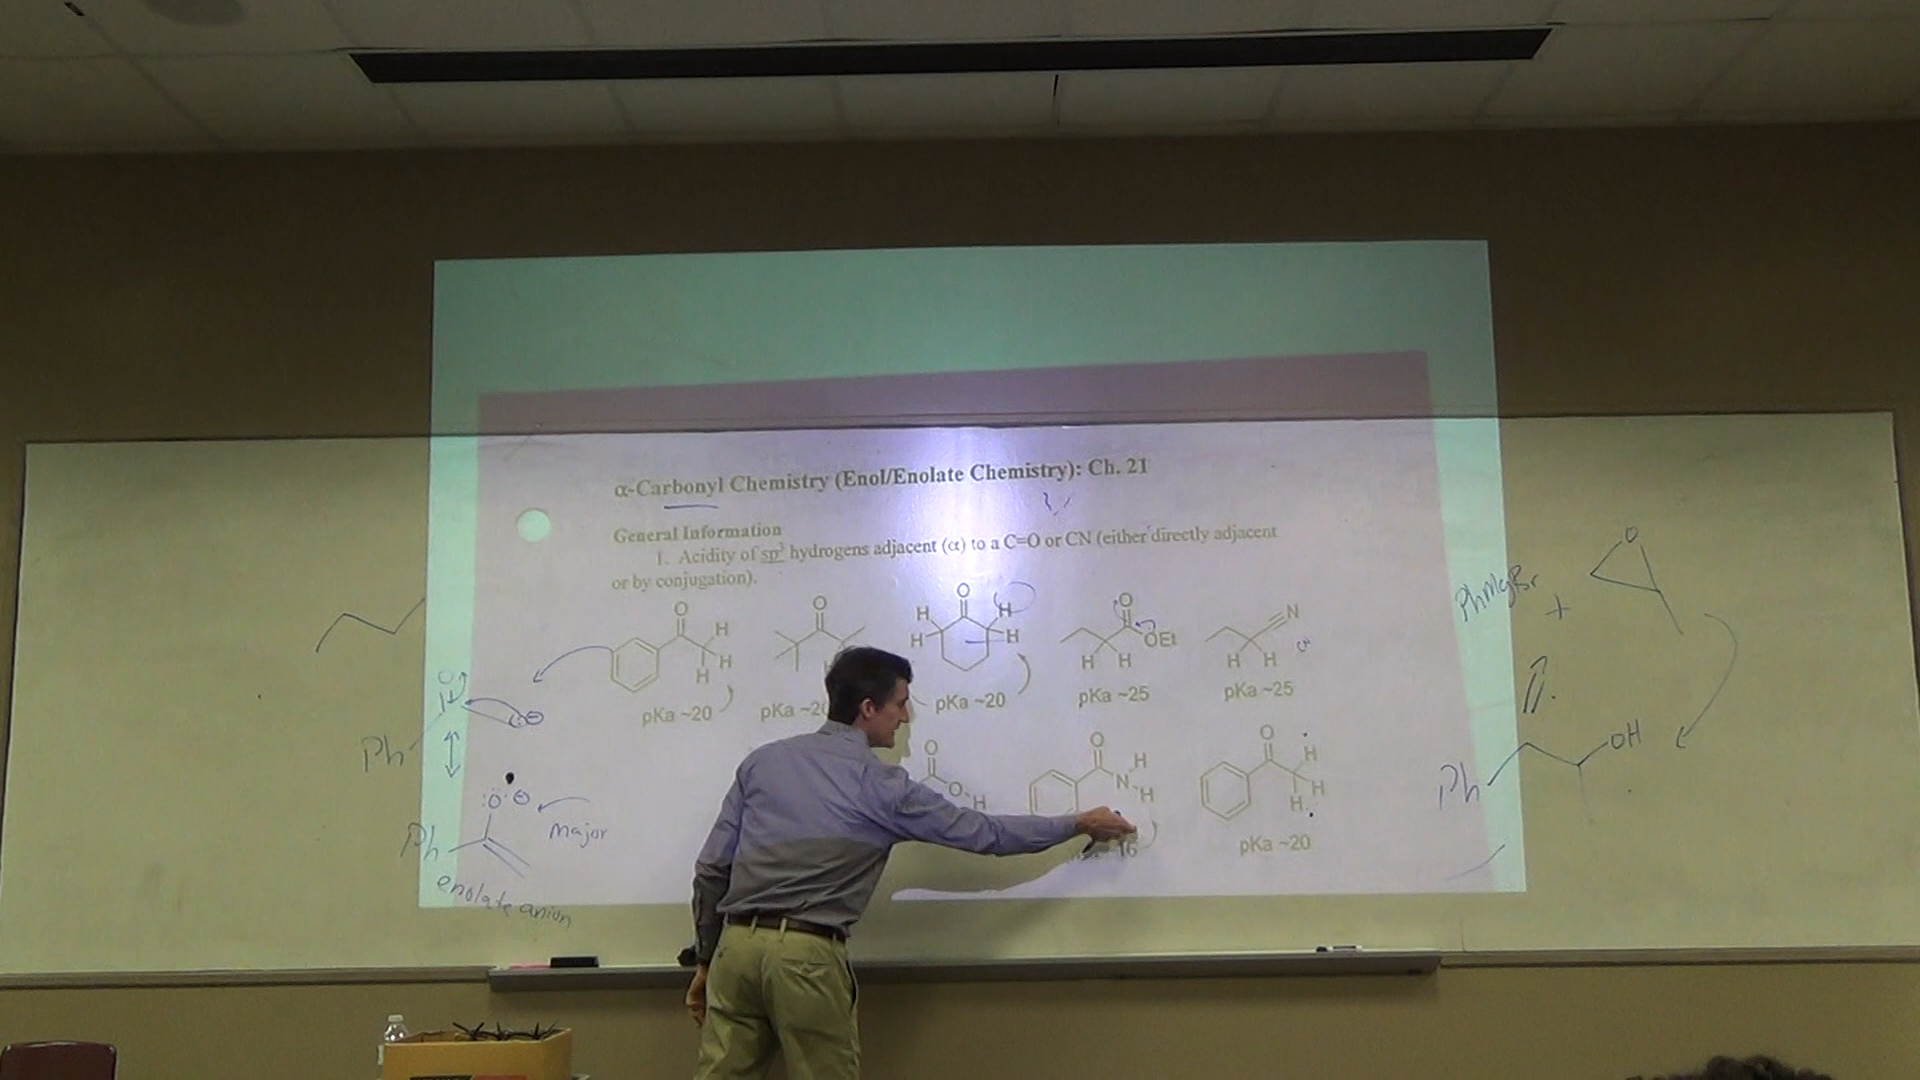 α-Carbonyl Chemistry (Enol/Enolate Chemistry): Ch. 21
General Information
1. Acidity of sp³ hydrogens adjacent (α) to a C=O or CN (either directly adjacent
or by conjugation).
O H H H
O
O H H H H
O OEt H H
N H H
pKa ~20
pKa ~20
pKa ~25
pKa ~25
O O H
O H N H
O H H H
16
pKa ~20
O
Ph
O
Major
Ph
enolate anion
PhMgBr
+
O
OH
Ph